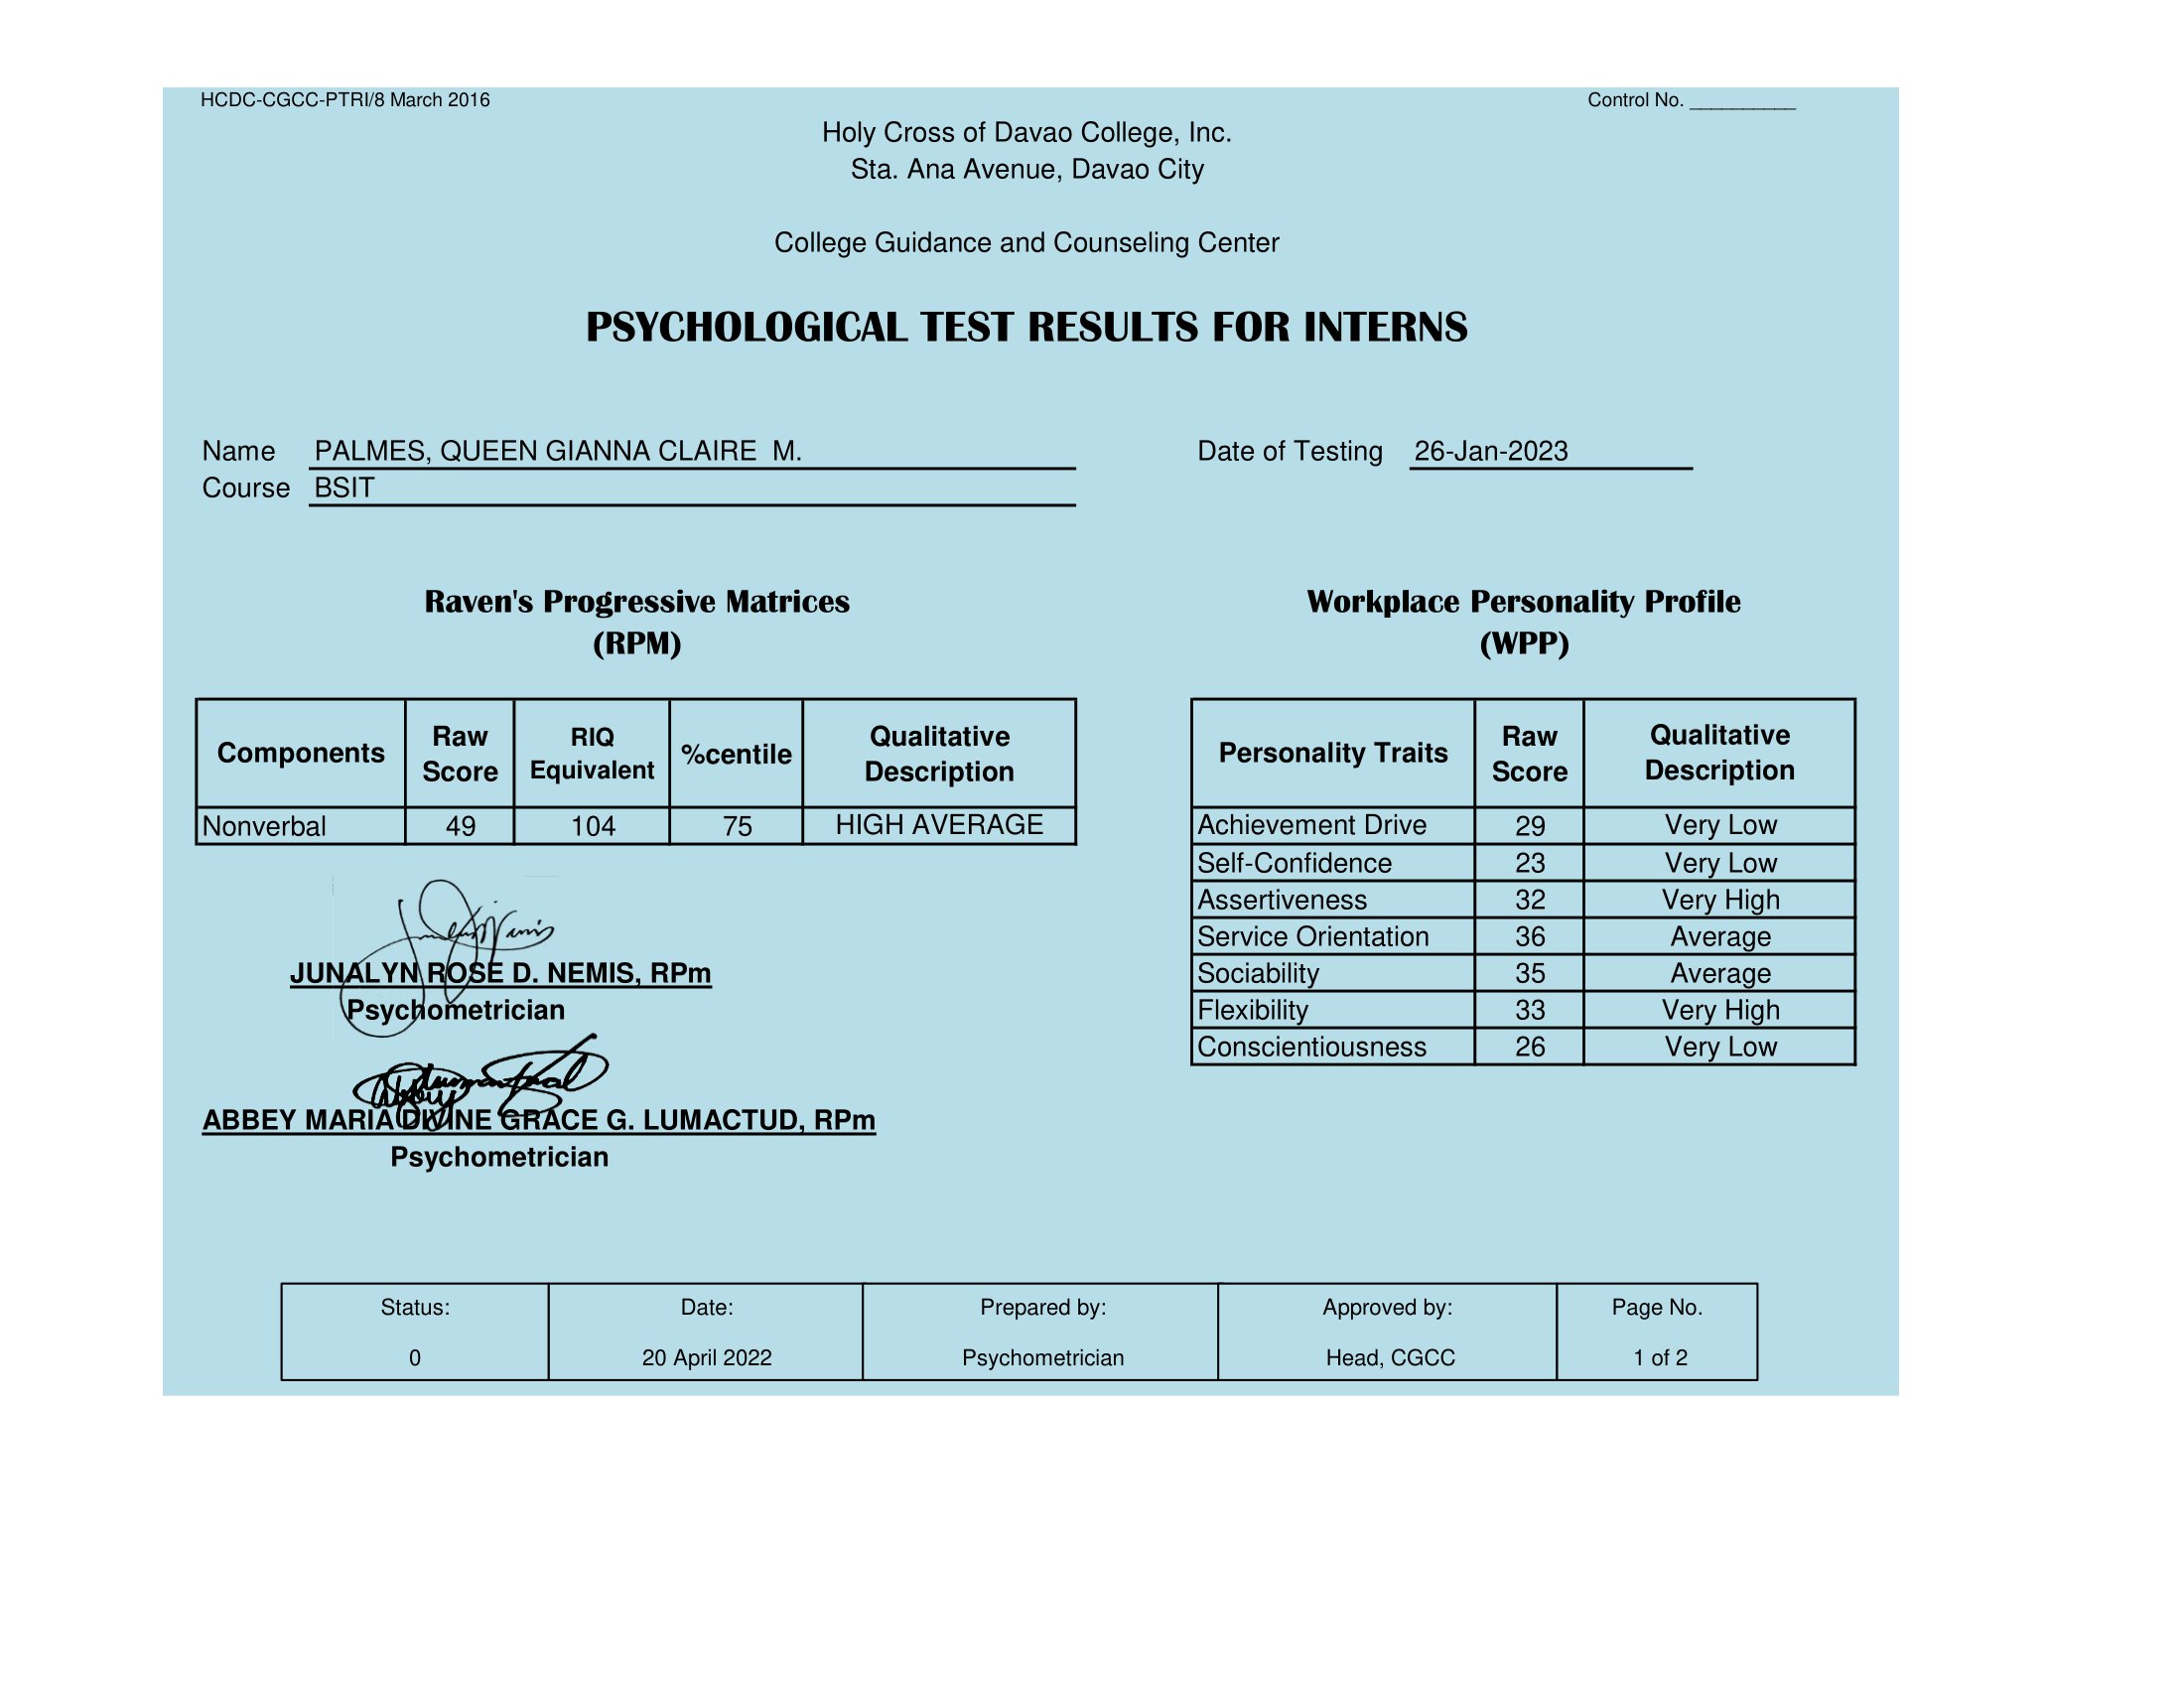 HCDC-CGCC-PTRI/8 March 2016 Control No. __________
Holy Cross of Davao College, Inc.
Sta. Ana Avenue, Davao City
College Guidance and Counseling Center
PSYCHOLOGICAL TEST RESULTS FOR INTERNS
Name PALMES, QUEEN GIANNA CLAIRE M. Date of Testing 26-Jan-2023
Course BSIT
Raven's Progressive Matrices
(RPM)
Components Raw Score RIQ Equivalent %centile Qualitative Description
Nonverbal 49 104 75 HIGH AVERAGE
JUNALYN ROSE D. NEMIS, RPm
Psychometrician
ABBEY MARIA DIVINE GRACE G. LUMACTUD, RPm
Psychometrician
Workplace Personality Profile
(WPP)
Personality Traits Raw Score Qualitative Description
Achievement Drive 29 Very Low
Self-Confidence 23 Very Low
Assertiveness 32 Very High
Service Orientation 36 Average
Sociability 35 Average
Flexibility 33 Very High
Conscientiousness 26 Very Low
Status: Date: Prepared by: Approved by: Page No.
0 20 April 2022 Psychometrician Head, CGCC 1 of 2